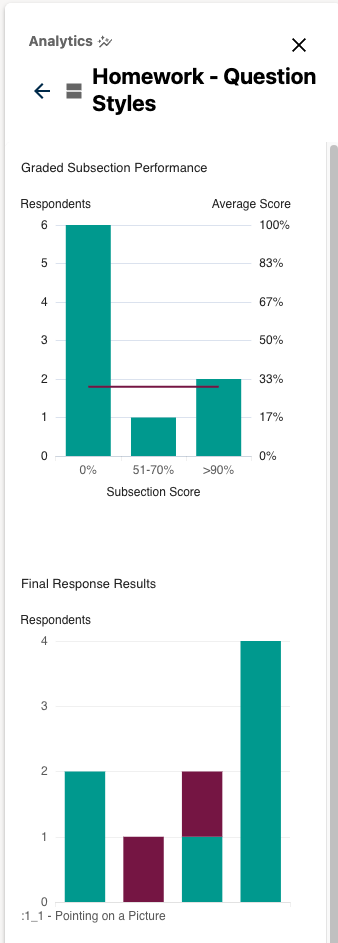 Analytics
Homework - Question
Styles
Graded Subsection Performance
Respondents Average Score
6 100%
5 83%
4 67%
3 50%
2 33%
1 17%
0 0%
0% 51-70% >90%
Subsection Score
Final Response Results
Respondents
4
3
2
1
0
:1_1 - Pointing on a Picture